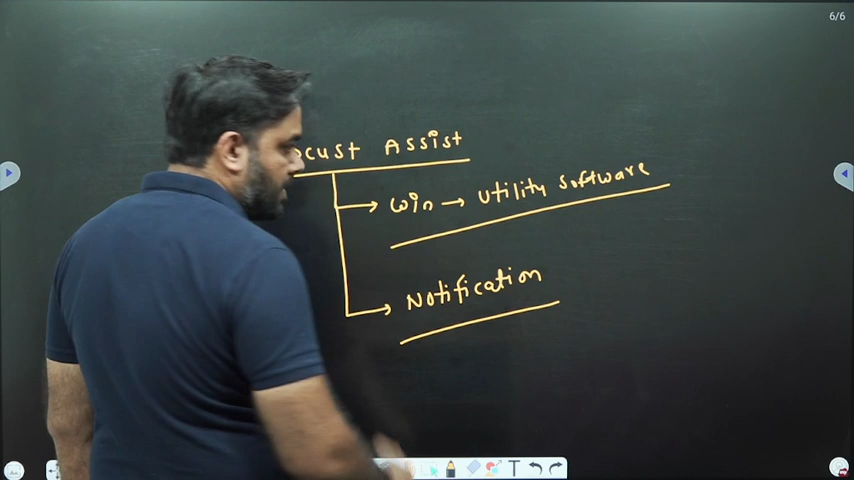 6/6
Assist
win → Utility Software
Notification
T